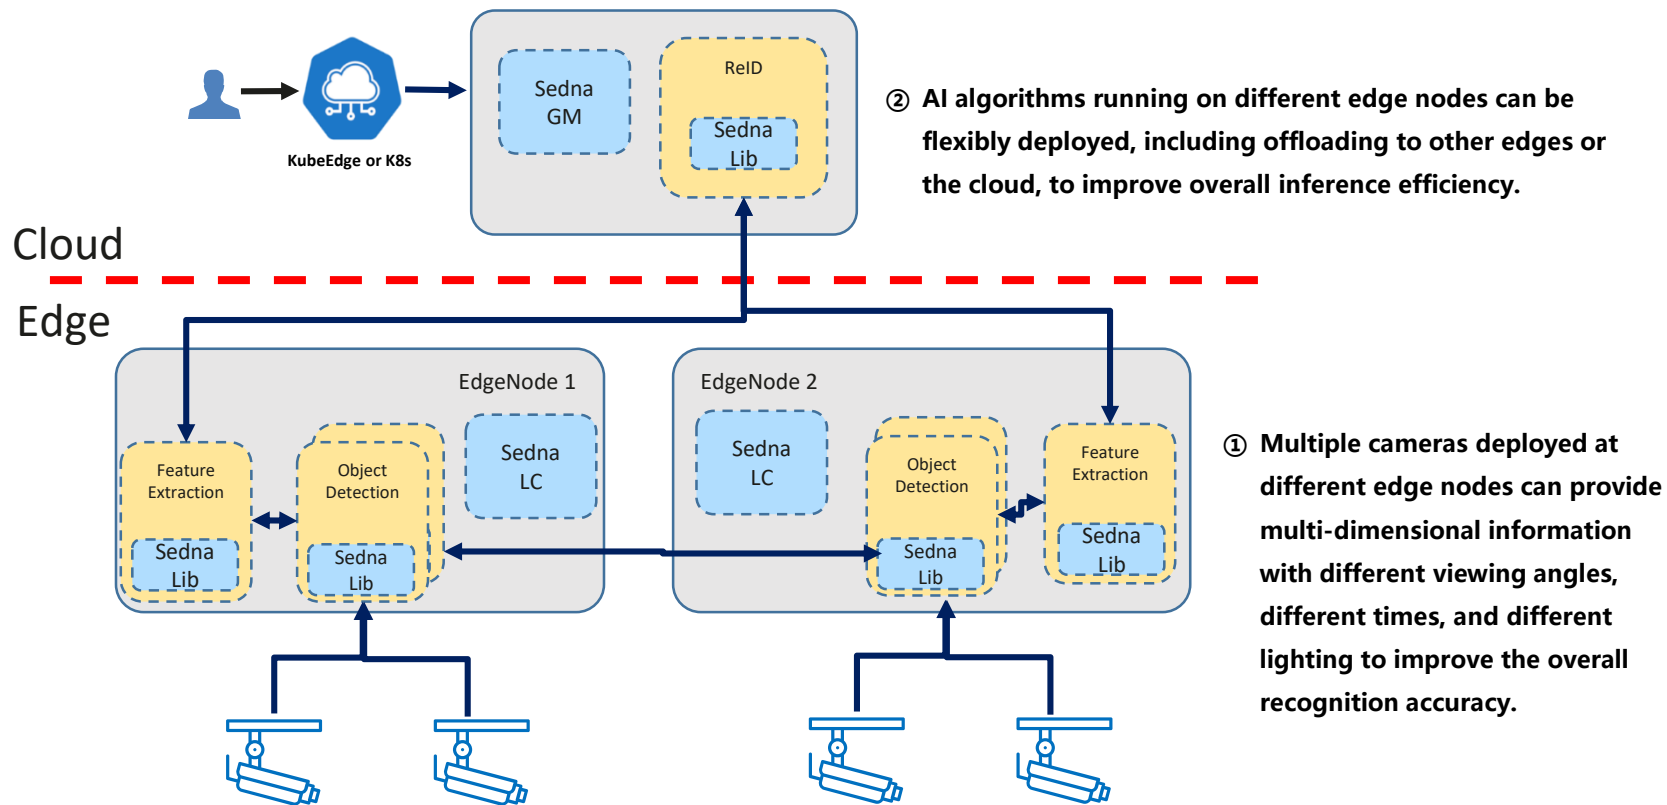 ReID
Sedna
GM
Sedna
Lib
KubeEdge or K8s
② AI algorithms running on different edge nodes can be
flexibly deployed, including offloading to other edges or
the cloud, to improve overall inference efficiency.
Cloud
Edge
EdgeNode 1
Feature
Extraction
Sedna
Lib
Object
Detection
Sedna
Lib
Sedna
LC
EdgeNode 2
Sedna
LC
Object
Detection
Sedna
Lib
Feature
Extraction
Sedna
Lib
① Multiple cameras deployed at
different edge nodes can provide
multi-dimensional information
with different viewing angles,
different times, and different
lighting to improve the overall
recognition accuracy.